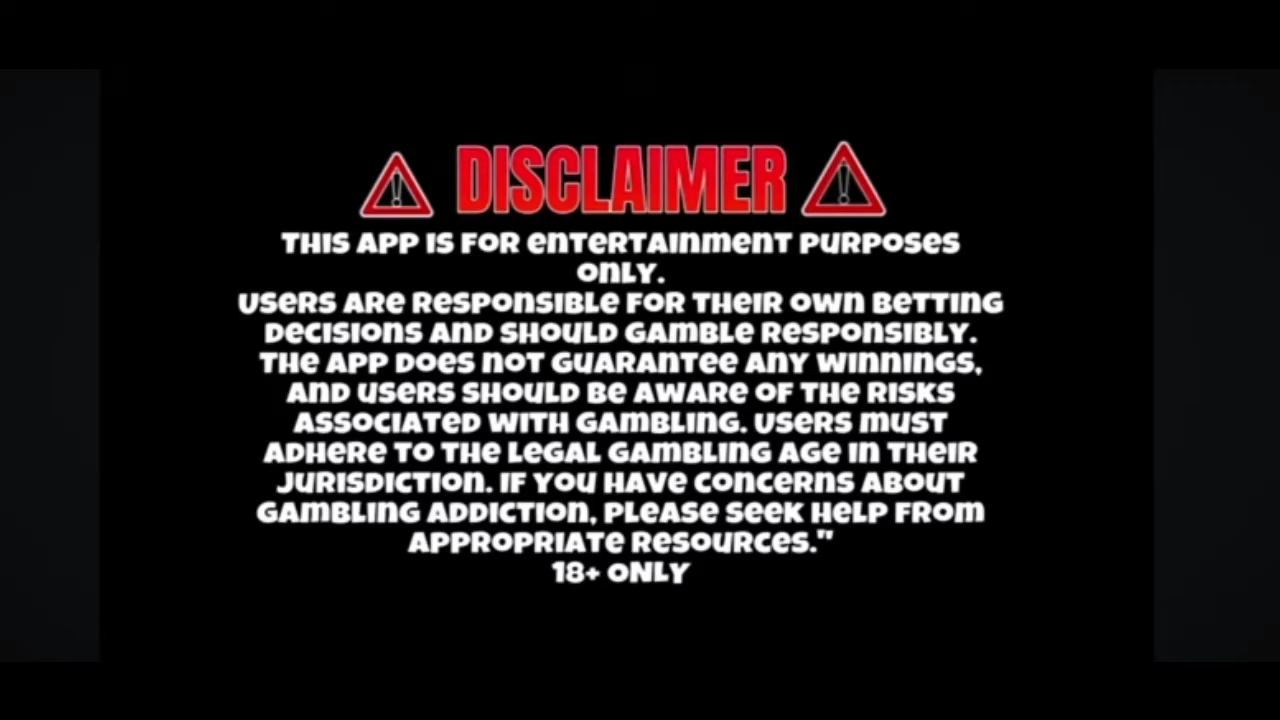 DISCLAIMER
THIS APP IS FOR ENTERTAINMENT PURPOSES
ONLY.
USERS ARE RESPONSIBLE FOR THEIR OWN BETTING
DECISIONS AND SHOULD GAMBLE RESPONSIBLY.
THE APP DOES NOT GUARANTEE ANY WINNINGS,
AND USERS SHOULD BE AWARE OF THE RISKS
ASSOCIATED WITH GAMBLING. USERS MUST
ADHERE TO THE LEGAL GAMBLING AGE IN THEIR
JURISDICTION. IF YOU HAVE CONCERNS ABOUT
GAMBLING ADDICTION, PLEASE SEEK HELP FROM
APPROPRIATE RESOURCES."
18+ ONLY